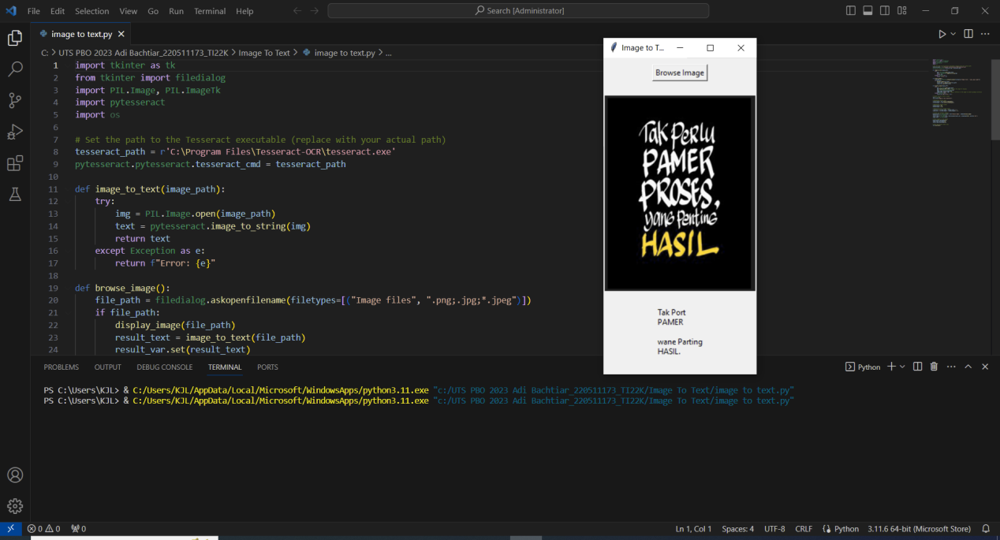 File Edit Selection View Go Run Terminal Help
Search [Administrator]
image to text.py
C: > UTS PBO 2023 Adi Bachtiar_220511173_TI22K > Image To Text > image to text.py > ...
1 import tkinter as tk
2 from tkinter import filedialog
3 import PIL.Image, PIL.ImageTk
4 import pytesseract
5 import os
6
7 # Set the path to the Tesseract executable (replace with your actual path)
8 tesseract_path = r'C:\Program Files\Tesseract-OCR\tesseract.exe'
9 pytesseract.pytesseract.tesseract_cmd = tesseract_path
10
11 def image_to_text(image_path):
12 try:
13 img = PIL.Image.open(image_path)
14 text = pytesseract.image_to_string(img)
15 return text
16 except Exception as e:
17 return f"Error: {e}"
18
19 def browse_image():
20 file_path = filedialog.askopenfilename(filetypes=[("Image files", ".png;.jpg;*.jpeg")])
21 if file_path:
22 display_image(file_path)
23 result_text = image_to_text(file_path)
24 result_var.set(result_text)
Image to T...
Browse Image
Tak Perlu
PAMER
PROSES,
yang Penting
HASIL
Tak Port
PAMER
wane Parting
HASIL.
PROBLEMS OUTPUT DEBUG CONSOLE TERMINAL PORTS
Python
PS C:\Users\KJL> & C:/Users/KJL/AppData/Local/Microsoft/WindowsApps/python3.11.exe "c:/UTS PBO 2023 Adi Bachtiar_220511173_TI22K/Image To Text/image to text.py"
PS C:\Users\KJL> & C:/Users/KJL/AppData/Local/Microsoft/WindowsApps/python3.11.exe "c:/UTS PBO 2023 Adi Bachtiar_220511173_TI22K/Image To Text/image to text.py"
0 0 0
Ln 1, Col 1 Spaces: 4 UTF-8 CRLF Python 3.11.6 64-bit (Microsoft Store)